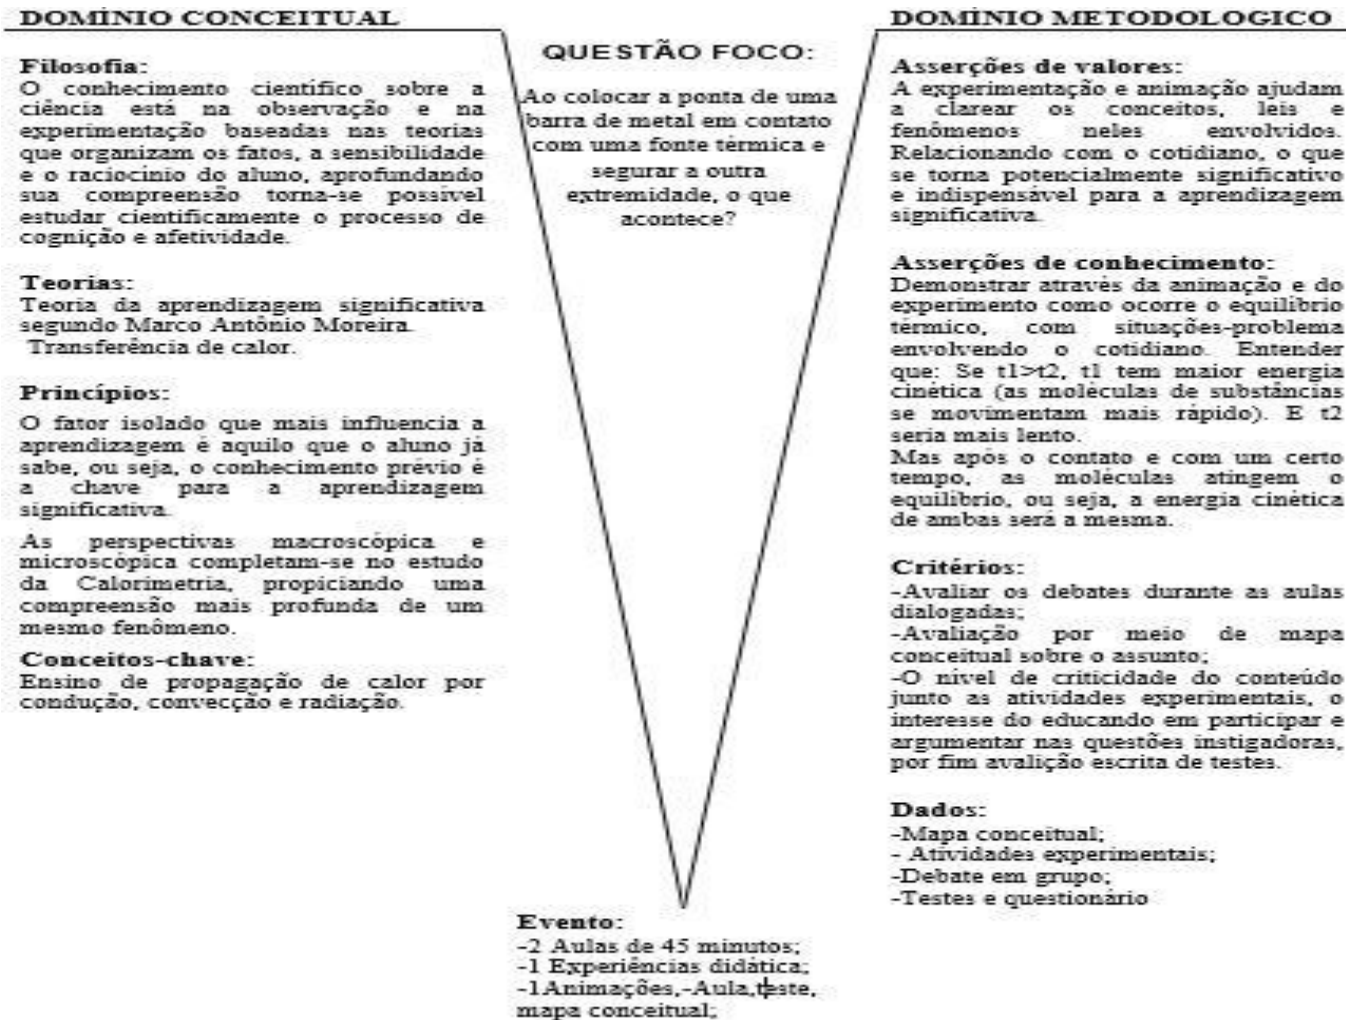 DOMÍNIO CONCEITUAL
Filosofia:
O conhecimento científico sobre a
ciência está na observação e na
experimentação baseadas nas teorias
que organizam os fatos, a sensibilidade
e o raciocínio do aluno, aprofundando
sua compreensão torna-se possível
estudar cientificamente o processo de
cognição e afetividade.
Teorias:
Teoria da aprendizagem significativa
segundo Marco Antônio Moreira.
Transferência de calor.
Princípios:
O fator isolado que mais influencia a
aprendizagem é aquilo que o aluno já
sabe, ou seja, o conhecimento prévio é
a chave para a aprendizagem
significativa.
As perspectivas macroscópica e
microscópica completam-se no estudo
da Calorimetria, propiciando uma
compreensão mais profunda de um
mesmo fenômeno.
Conceitos-chave:
Ensino de propagação de calor por
condução, convecção e radiação.
QUESTÃO FOCO:
Ao colocar a ponta de uma
barra de metal em contato
com uma fonte térmica e
segurar a outra
extremidade, o que
acontece?
Evento:
-2 Aulas de 45 minutos;
-1 Experiências didática;
-1Animações,-Aula,teste,
mapa conceitual;
DOMÍNIO METODOLOGICO
Asserções de valores:
A experimentação e animação ajudam
a clarear os conceitos, leis e
fenômenos neles envolvidos.
Relacionando com o cotidiano, o que
se torna potencialmente significativo
e indispensável para a aprendizagem
significativa.
Asserções de conhecimento:
Demonstrar através da animação e do
experimento como ocorre o equilíbrio
térmico, com situações-problema
envolvendo o cotidiano. Entender
que: Se t1>t2, t1 tem maior energia
cinética (as moléculas de substâncias
se movimentam mais rápido). E t2
seria mais lento.
Mas após o contato e com um certo
tempo, as moléculas atingem o
equilíbrio, ou seja, a energia cinética
de ambas será a mesma.
Critérios:
-Avaliar os debates durante as aulas
dialogadas;
-Avaliação por meio de mapa
conceitual sobre o assunto;
-O nível de criticidade do conteúdo
junto as atividades experimentais, o
interesse do educando em participar e
argumentar nas questões instigadoras,
por fim avalição escrita de testes.
Dados:
-Mapa conceitual;
- Atividades experimentais;
-Debate em grupo;
-Testes e questionário